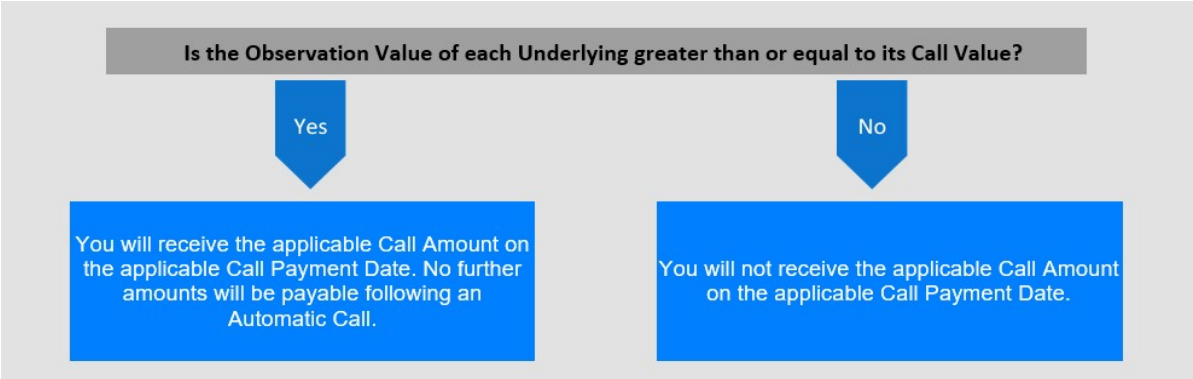 Is the Observation Value of each Underlying greater than or equal to its Call Value?
Yes
No
You will receive the applicable Call Amount on
the applicable Call Payment Date. No further
amounts will be payable following an
Automatic Call.
You will not receive the applicable Call Amount
on the applicable Call Payment Date.